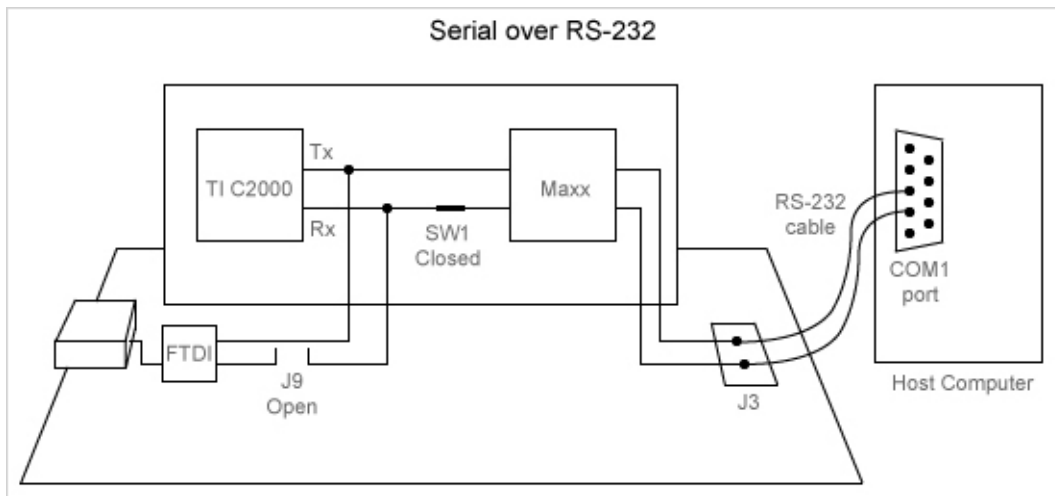 Serial over RS-232
TI C2000
Tx
Rx
SW1
Closed
Maxx
RS-232
cable
COM1
port
Host Computer
FTDI
J9
Open
J3